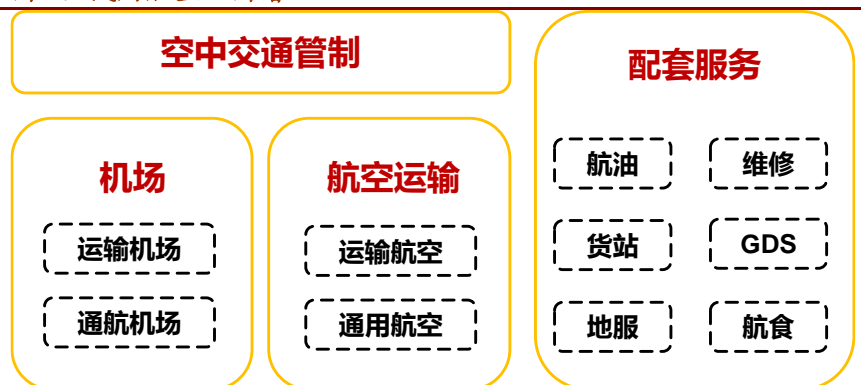 空中交通管制
机场
运输机场
通航机场
航空运输
运输航空
通用航空
配套服务
航油
维修
货站
GDS
地服
航食